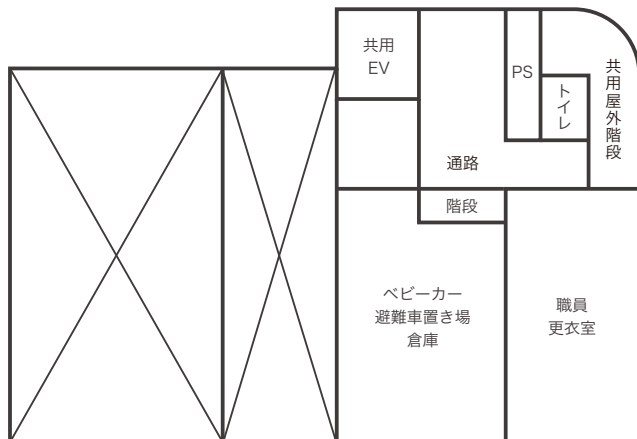 共用
EV
PS
トイレ
共用屋外階段
通路
階段
ベビーカー
避難車置き場
倉庫
職員
更衣室